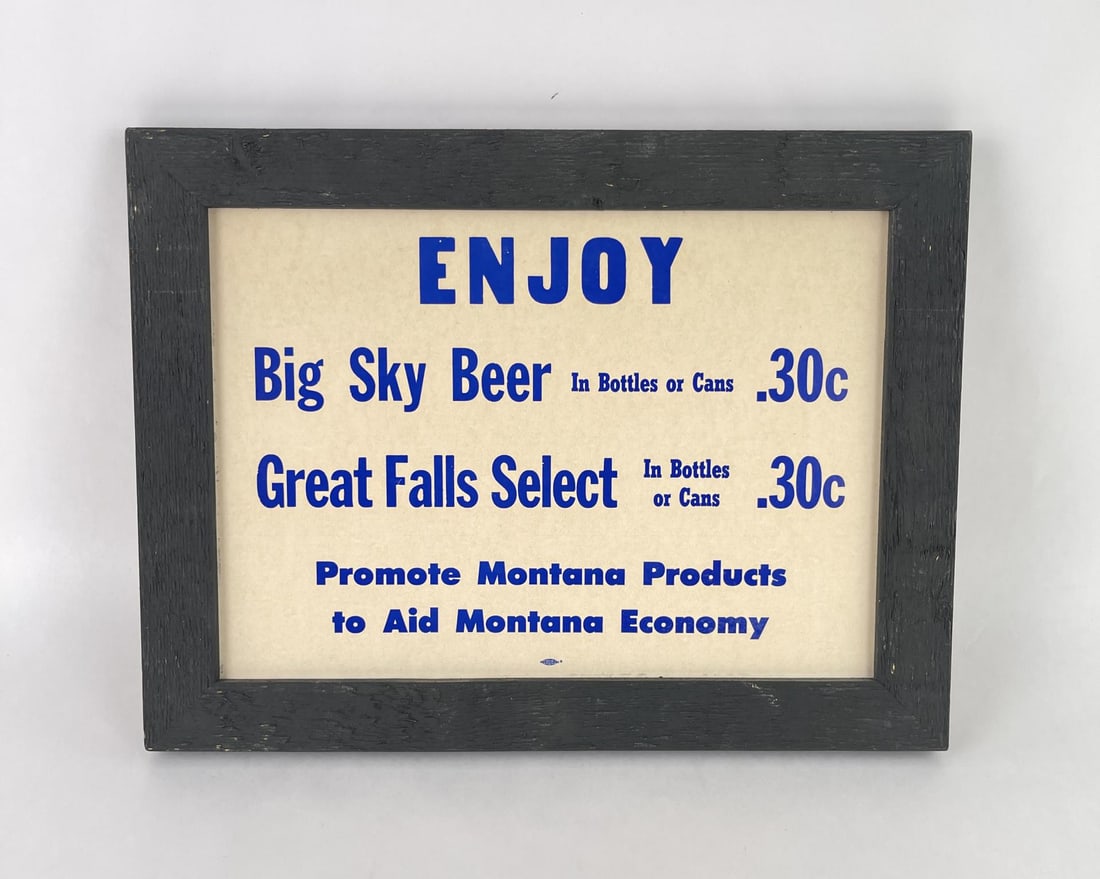 ENJOY
Big Sky Beer In Bottles or Cans .30c
Great Falls Select In Bottles or Cans .30c
Promote Montana Products
to Aid Montana Economy